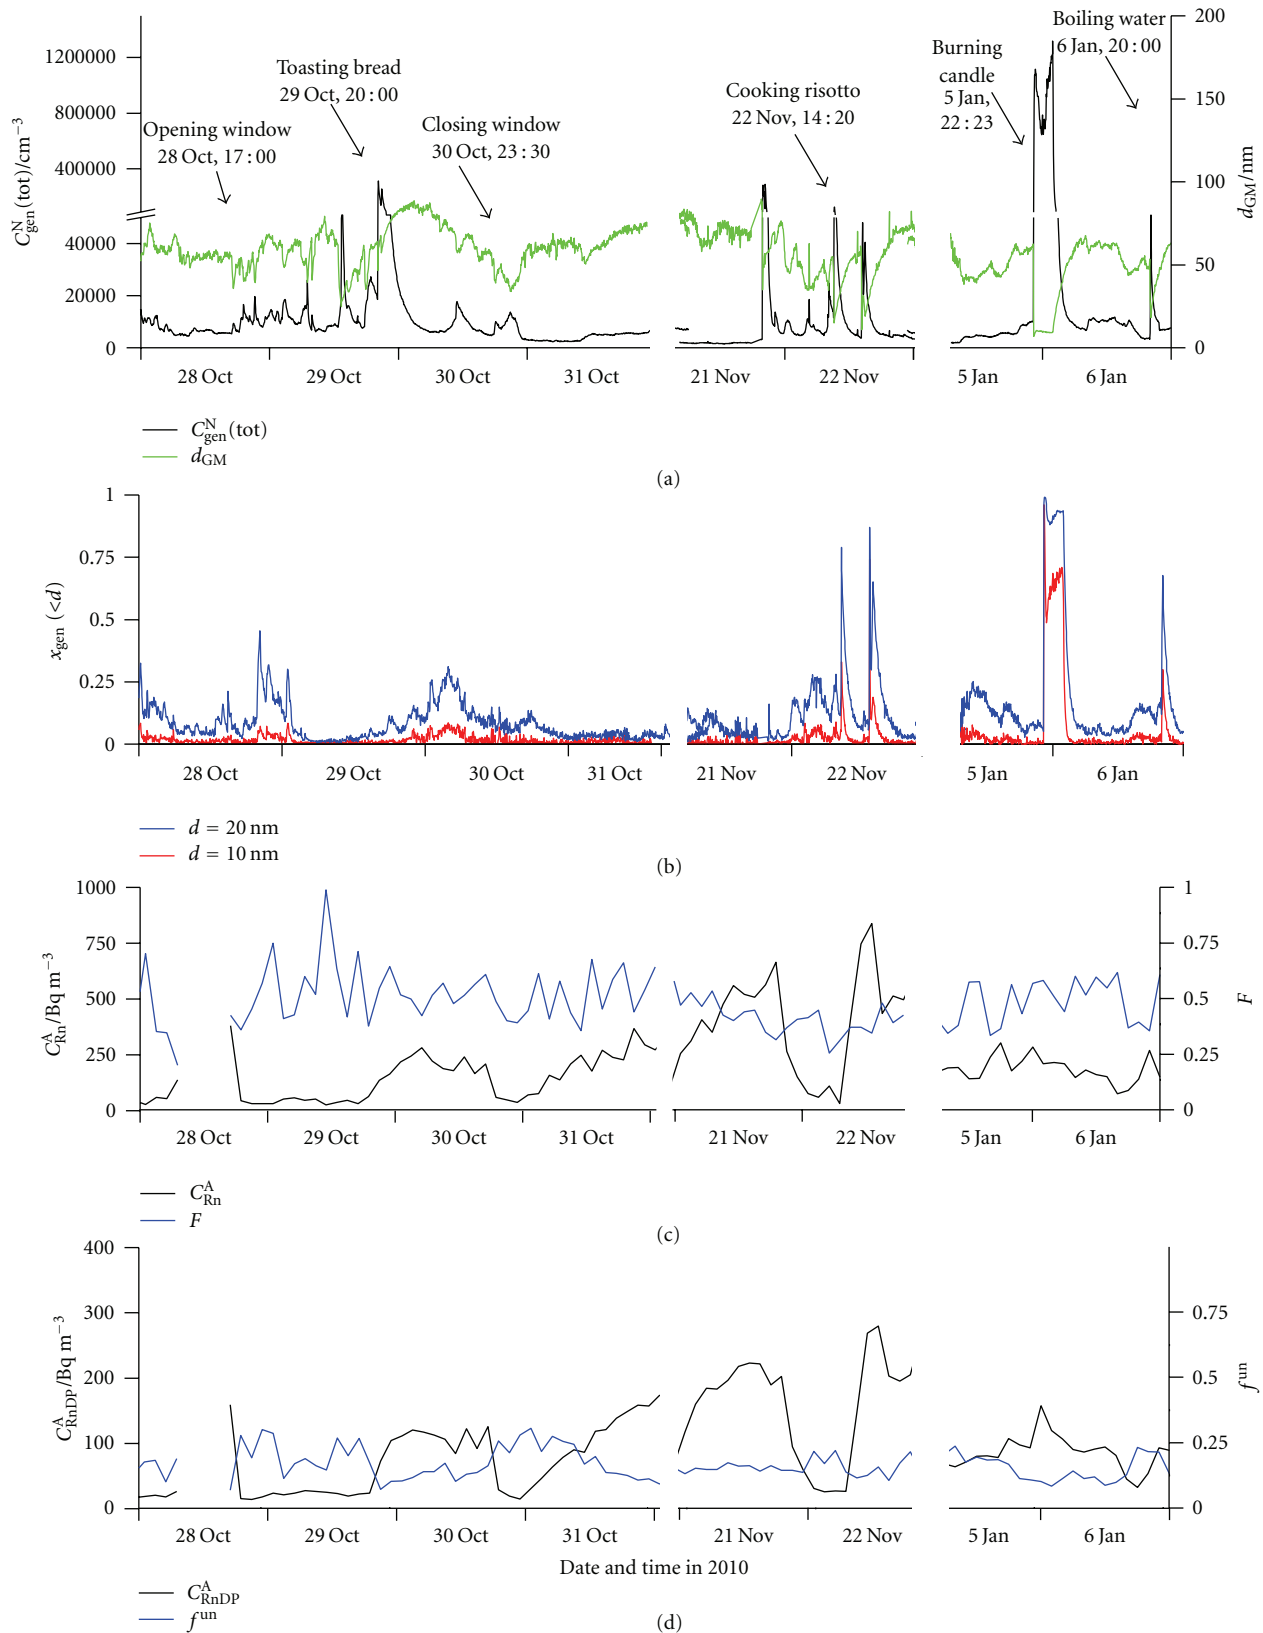 1200000
800000
400000
40000
20000
0
C^N_gen(tot)/cm^−3
Opening window
28 Oct, 17:00
Toasting bread
29 Oct, 20:00
Closing window
30 Oct, 23:30
Cooking risotto
22 Nov, 14:20
Burning
candle
5 Jan,
22:23
Boiling water
6 Jan, 20:00
200
150
100
50
0
d_GM/nm
28 Oct 29 Oct 30 Oct 31 Oct 21 Nov 22 Nov 5 Jan 6 Jan
C^N_gen(tot)
d_GM
(a)
1
0.75
0.5
0.25
0
x_gen (<d)
28 Oct 29 Oct 30 Oct 31 Oct 21 Nov 22 Nov 5 Jan 6 Jan
d = 20 nm
d = 10 nm
(b)
1000
750
500
250
0
C^A_Rn/Bq m^−3
1
0.75
0.5
0.25
0
F
28 Oct 29 Oct 30 Oct 31 Oct 21 Nov 22 Nov 5 Jan 6 Jan
C^A_Rn
F
(c)
400
300
200
100
0
C^A_RnDP/Bq m^−3
0.75
0.5
0.25
0
f^un
28 Oct 29 Oct 30 Oct 31 Oct 21 Nov 22 Nov 5 Jan 6 Jan
Date and time in 2010
C^A_RnDP
f^un
(d)